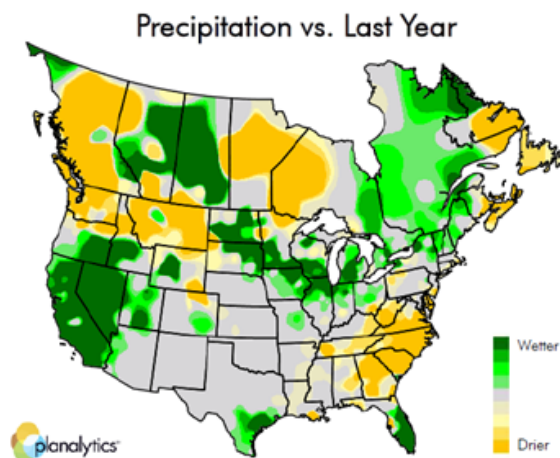 Precipitation vs. Last Year
Wetter
Drier
planalytics